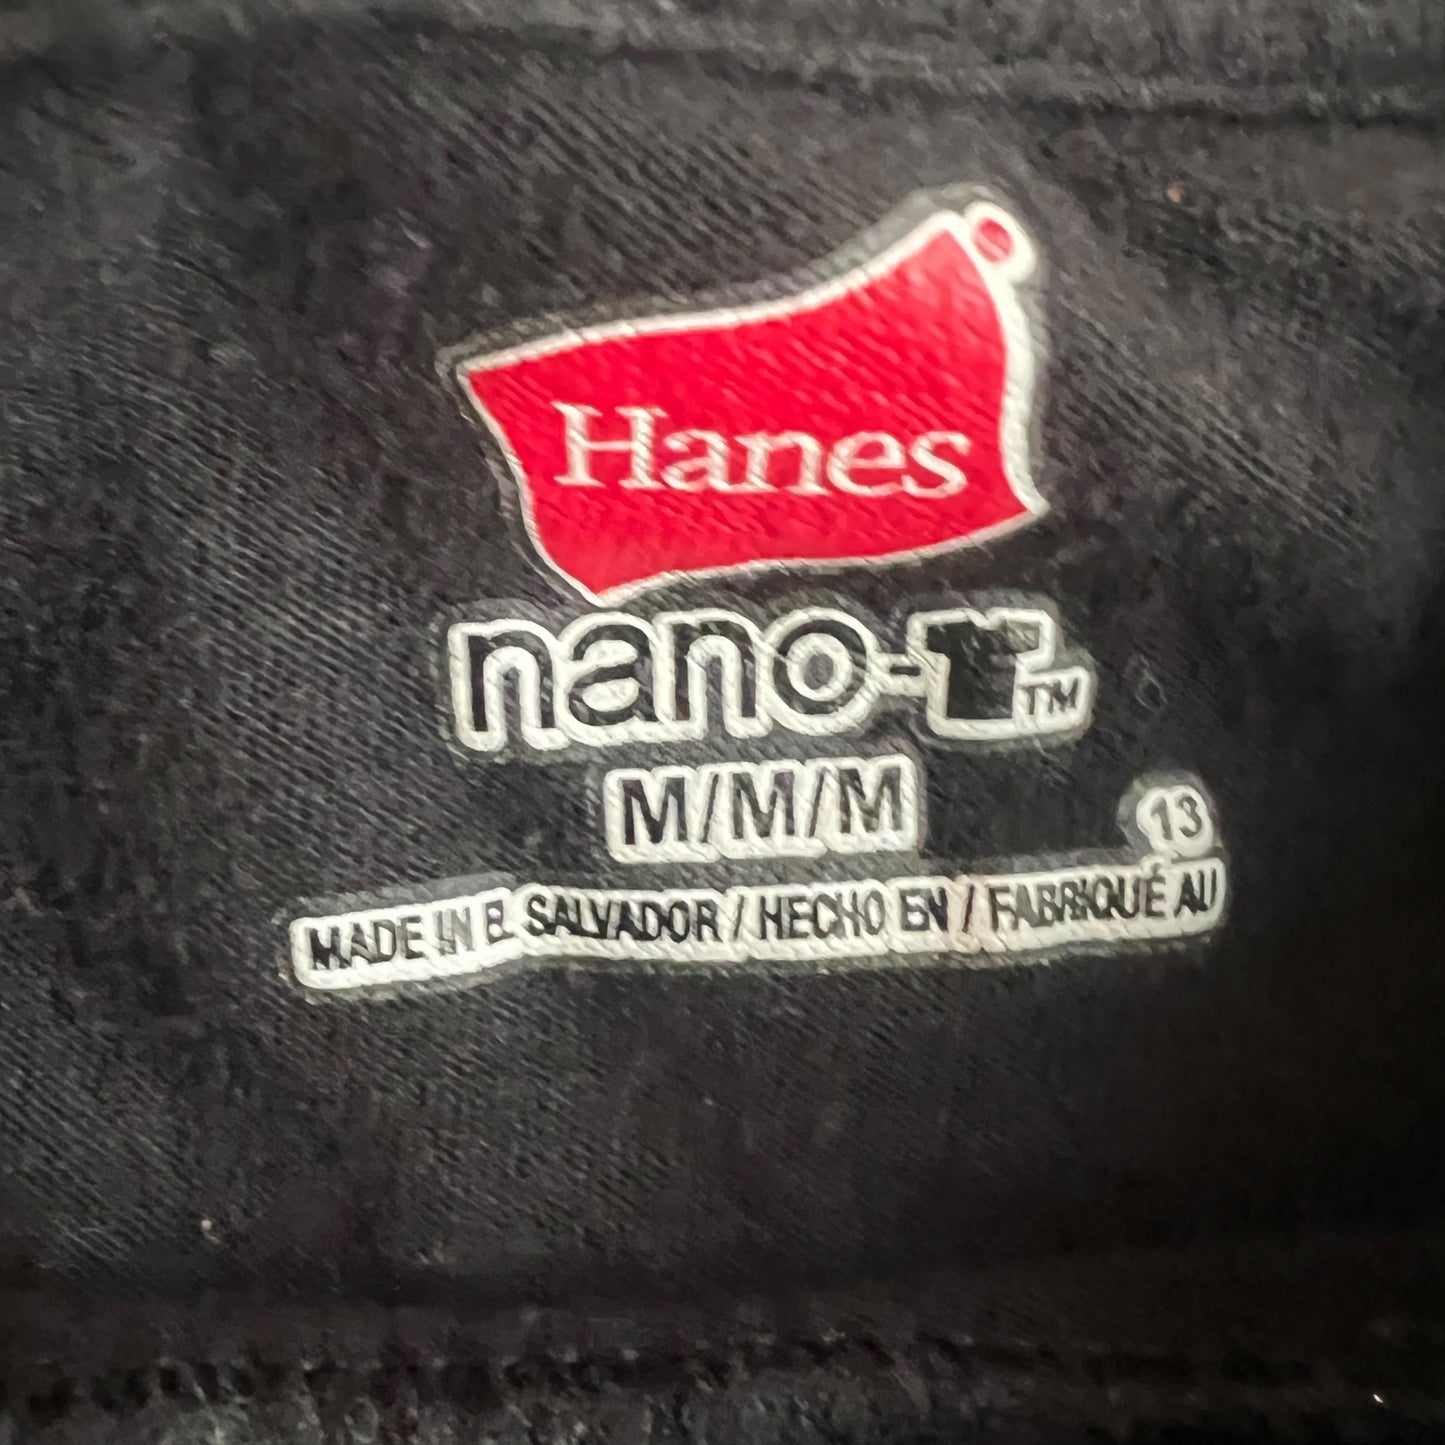 Hanes
nano-T™
M/M/M
13
MADE IN EL SALVADOR / HECHO EN / FABRIQUÉ AU